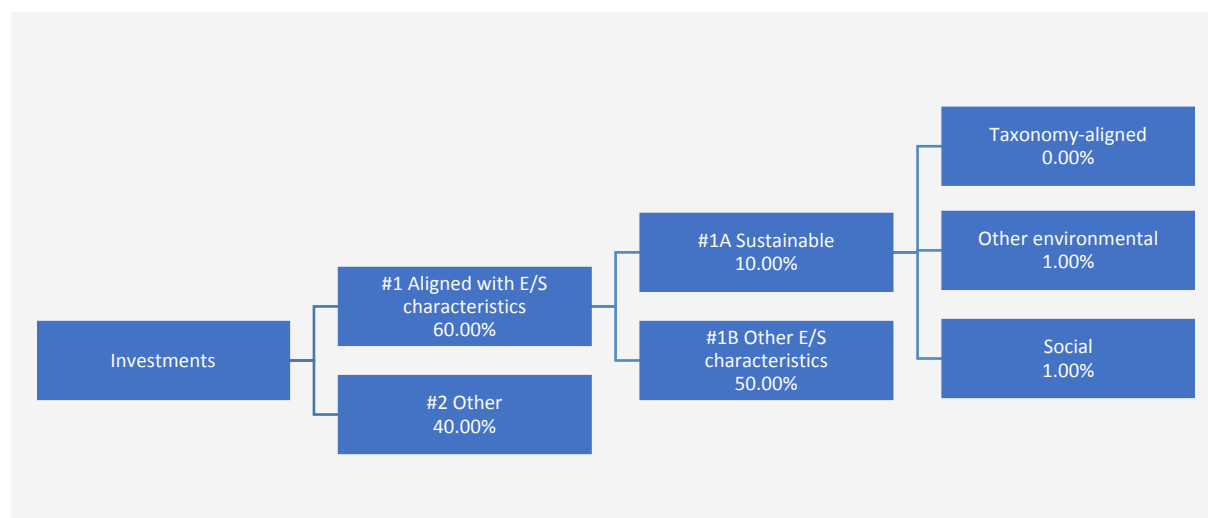 Investments
#1 Aligned with E/S
characteristics
60.00%
#2 Other
40.00%
#1A Sustainable
10.00%
#1B Other E/S
characteristics
50.00%
Taxonomy-aligned
0.00%
Other environmental
1.00%
Social
1.00%